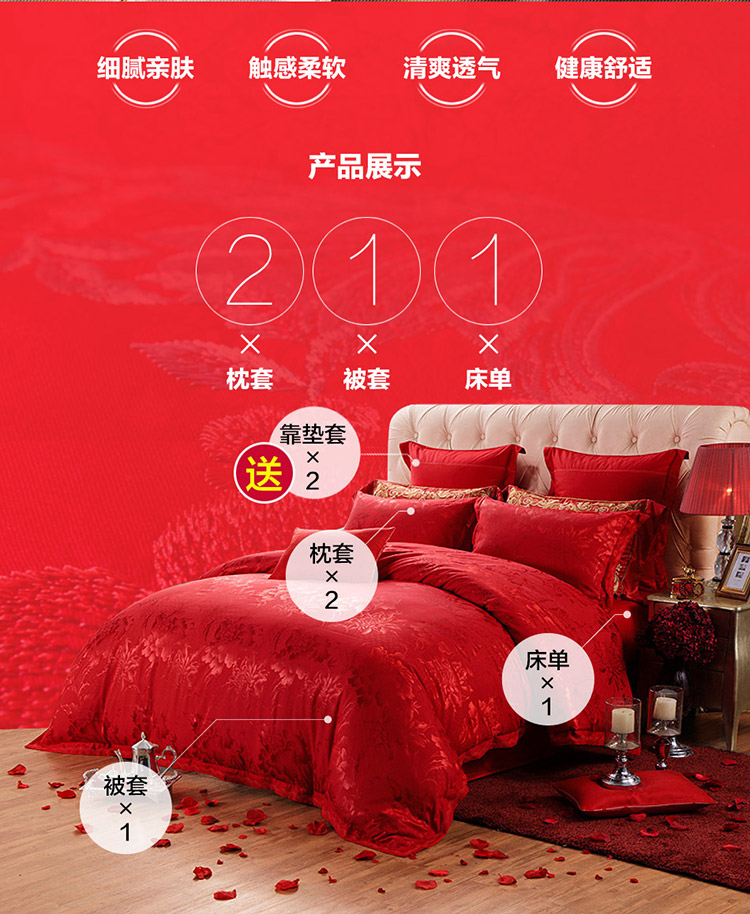 细腻亲肤 触感柔软 清爽透气 健康舒适
产品展示
2 1 1
× × ×
枕套 被套 床单
靠垫套
×
2
送
枕套
×
2
床单
×
1
被套
×
1